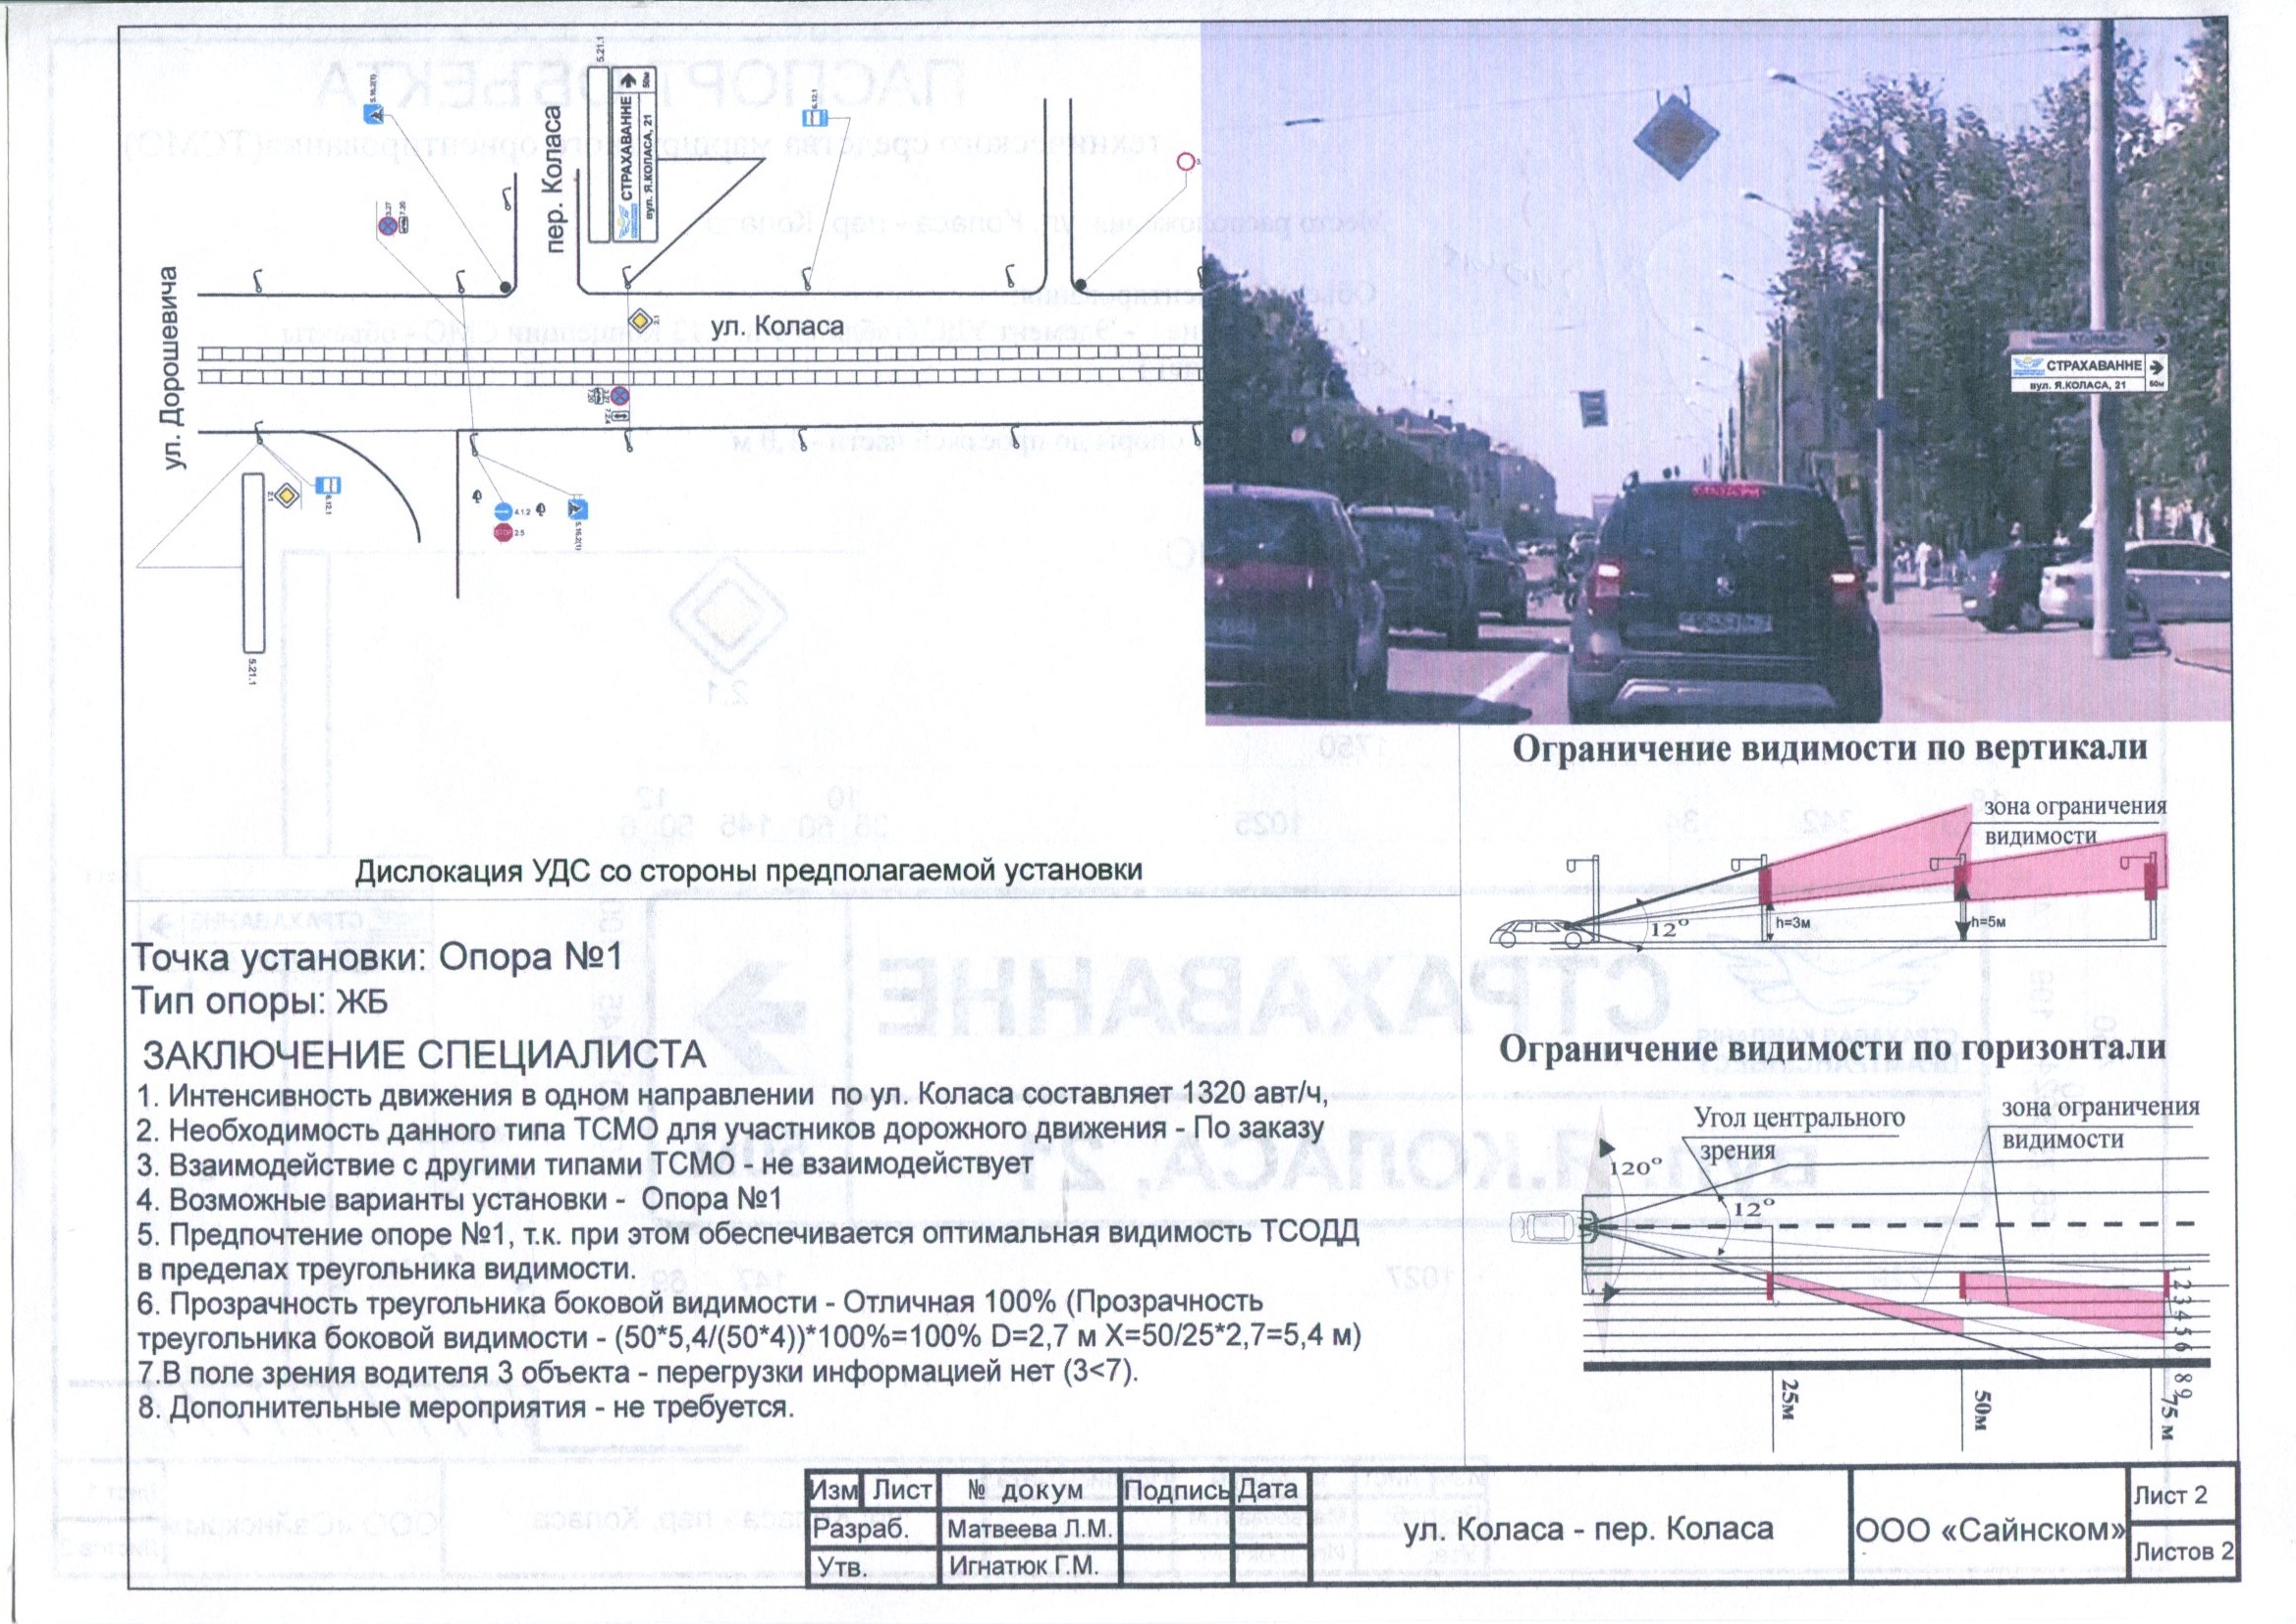 5.16.2(1)
5.21.1
СТРАХАВАННЕ
вул. Я.КОЛАСА, 21
50м
6.12.1
3.27
7.20
пер. Коласа
ул. Дорошевича
2.1
ул. Коласа
2.1
6.12.1
5.21.1
4.1.2
STOP 2.5
5.16.2(1)
Дислокация УДС со стороны предполагаемой установки
СТРАХАВАННЕ
вул. Я.КОЛАСА, 21
50м
Точка установки: Опора №1
Тип опоры: ЖБ
ЗАКЛЮЧЕНИЕ СПЕЦИАЛИСТА
1. Интенсивность движения в одном направлении по ул. Коласа составляет 1320 авт/ч,
2. Необходимость данного типа ТСМО для участников дорожного движения - По заказу
3. Взаимодействие с другими типами ТСМО - не взаимодействует
4. Возможные варианты установки - Опора №1
5. Предпочтение опоре №1, т.к. при этом обеспечивается оптимальная видимость ТСОДД
в пределах треугольника видимости.
6. Прозрачность треугольника боковой видимости - Отличная 100% (Прозрачность
треугольника боковой видимости - (50*5,4/(50*4))*100%=100% D=2,7 м X=50/25*2,7=5,4 м)
7.В поле зрения водителя 3 объекта - перегрузки информацией нет (3<7).
8. Дополнительные мероприятия - не требуется.
Ограничение видимости по вертикали
зона ограничения
видимости
12°
h=3м
h=5м
Ограничение видимости по горизонтали
Угол центрального
зрения
зона ограничения
видимости
120°
12°
1 2 3 4 5 6
8 9
25м
50м
75 м
Изм Лист № докум Подпись Дата
Разраб. Матвеева Л.М.
Утв. Игнатюк Г.М.
ул. Коласа - пер. Коласа
ООО «Сайнском»
Лист 2
Листов 2